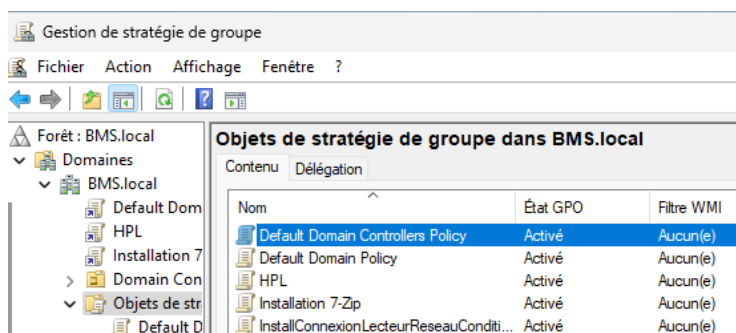 Gestion de stratégie de groupe
Fichier Action Affichage Fenêtre ?
Forêt : BMS.local
Domaines
BMS.local
Default Dom
HPL
Installation 7
Domain Con
Objets de str
Default D
Objets de stratégie de groupe dans BMS.local
Contenu Délégation
Nom État GPO Filtre WMI
Default Domain Controllers Policy Activé Aucun(e)
Default Domain Policy Activé Aucun(e)
HPL Activé Aucun(e)
Installation 7-Zip Activé Aucun(e)
InstallConnexionLecteurReseauConditi... Activé Aucun(e)